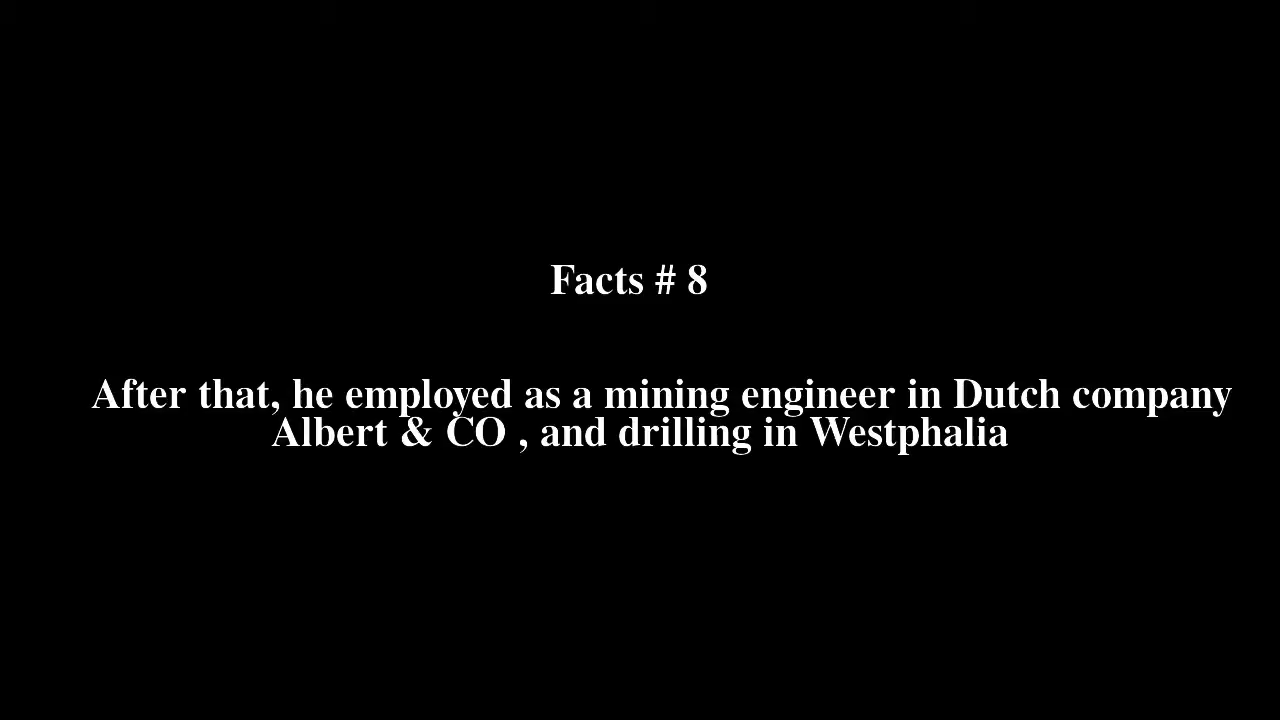 Facts # 8
After that, he employed as a mining engineer in Dutch company
Albert & CO , and drilling in Westphalia